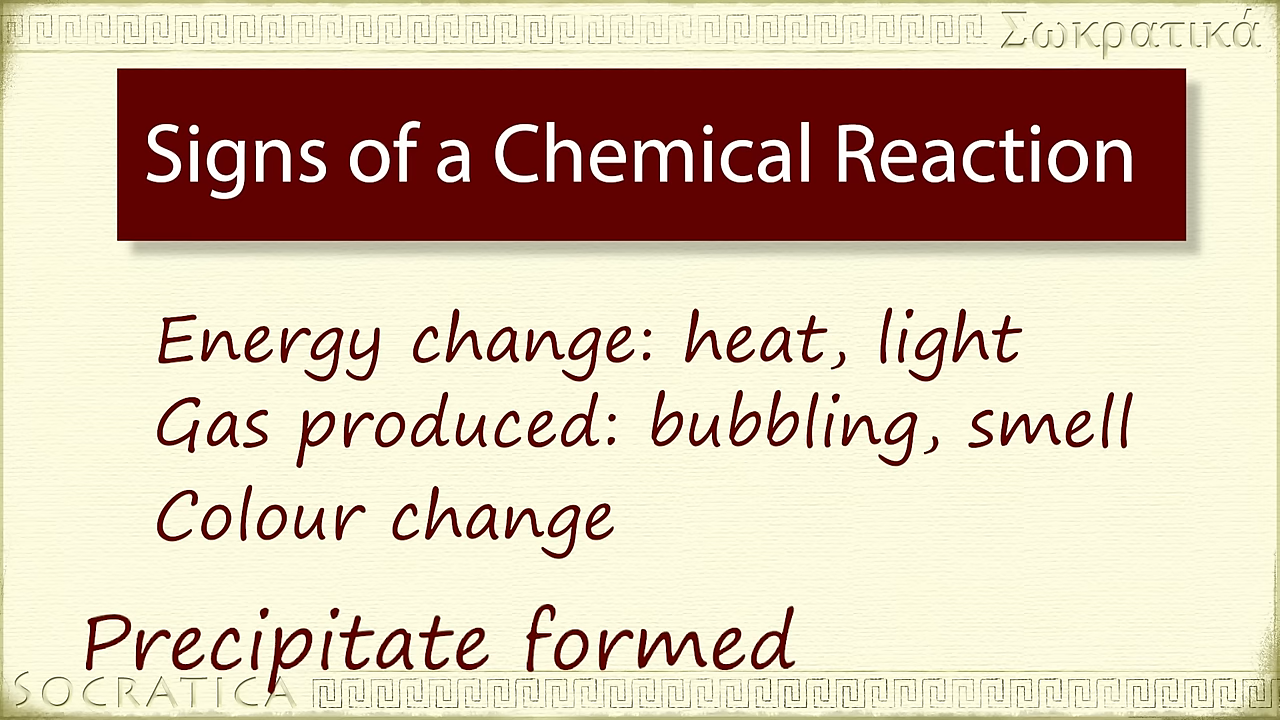 Σωκρατικά
Signs of a Chemical Reaction
Energy change: heat, light
Gas produced: bubbling, smell
Colour change
Precipitate formed
SOCRATICA